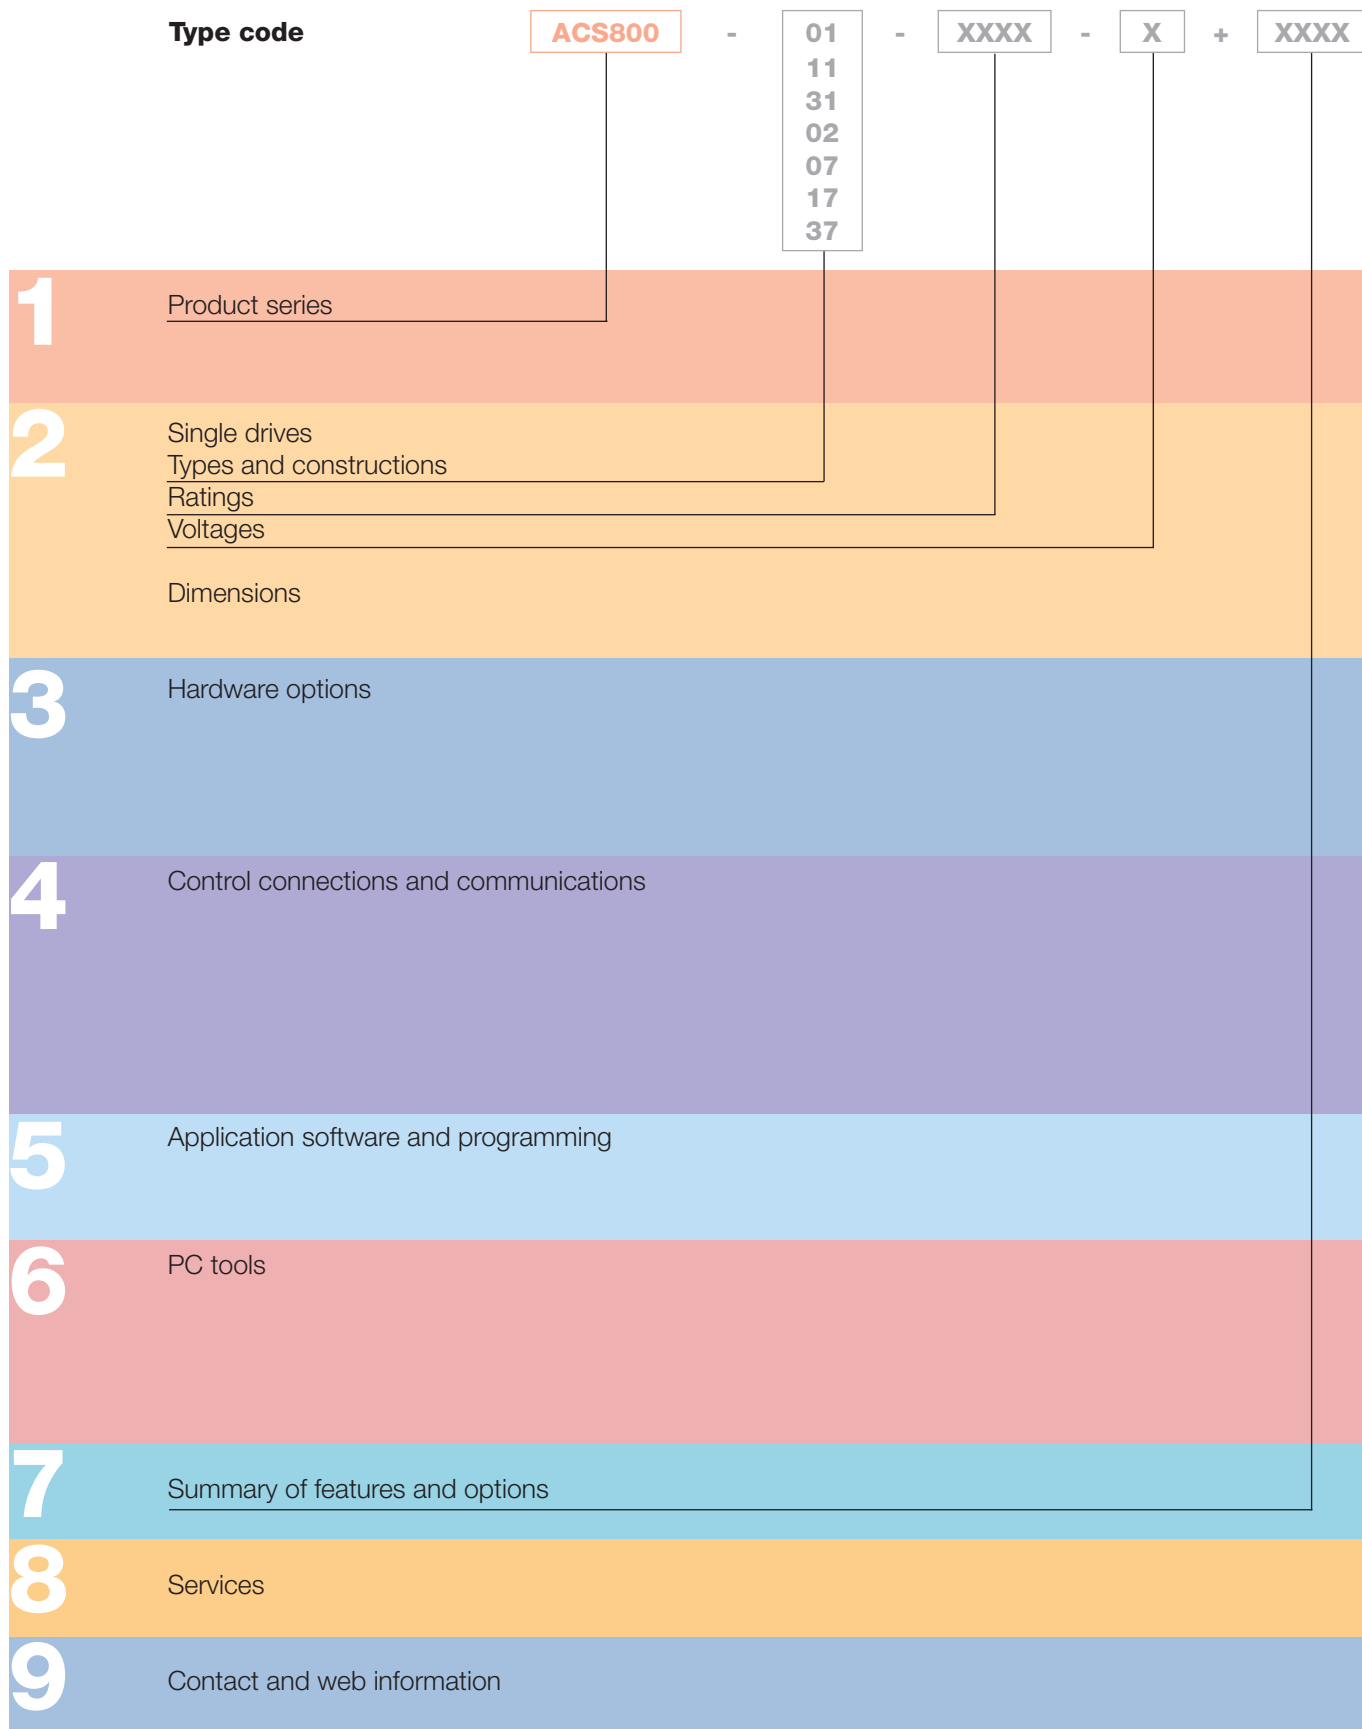 Type code ACS800 - 01 - XXXX - X + XXXX
11
31
02
07
17
37
1 Product series
2 Single drives
Types and constructions
Ratings
Voltages
Dimensions
3 Hardware options
4 Control connections and communications
5 Application software and programming
6 PC tools
7 Summary of features and options
8 Services
9 Contact and web information